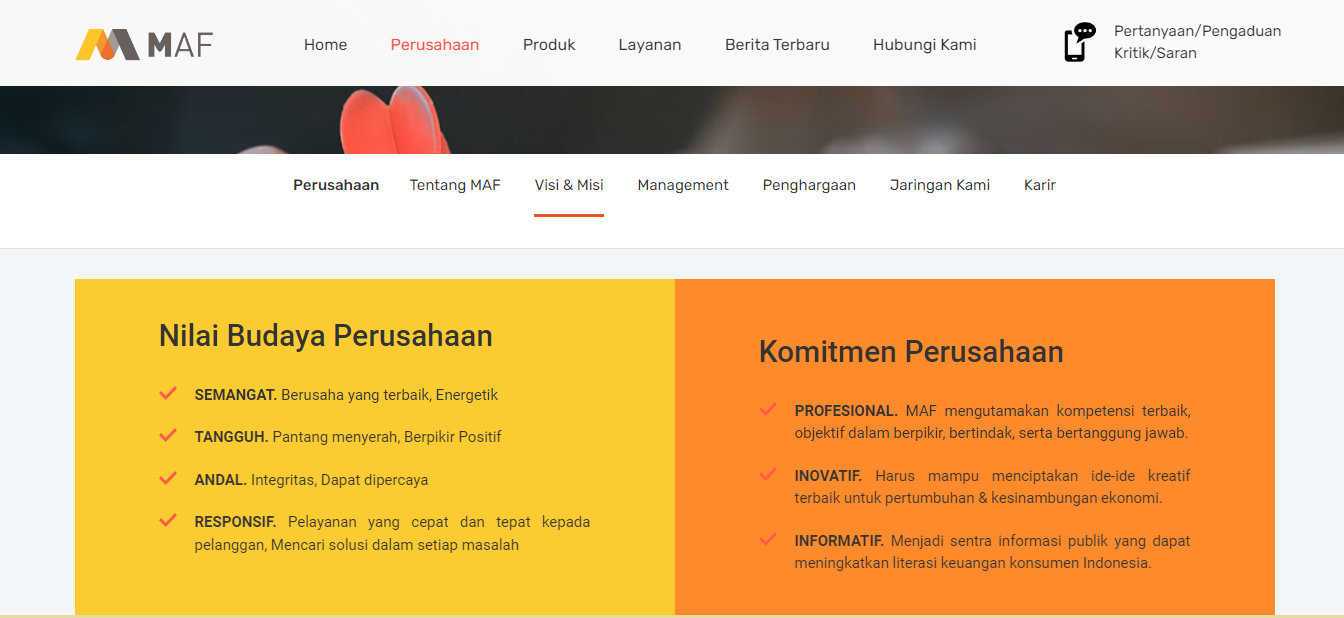 MAF
Home
Perusahaan
Produk
Layanan
Berita Terbaru
Hubungi Kami
Pertanyaan/Pengaduan
Kritik/Saran
Perusahaan
Tentang MAF
Visi & Misi
Management
Penghargaan
Jaringan Kami
Karir
Nilai Budaya Perusahaan
SEMANGAT. Berusaha yang terbaik, Energetik
TANGGUH. Pantang menyerah, Berpikir Positif
ANDAL. Integritas, Dapat dipercaya
RESPONSIF. Pelayanan yang cepat dan tepat kepada
pelanggan, Mencari solusi dalam setiap masalah
Komitmen Perusahaan
PROFESIONAL. MAF mengutamakan kompetensi terbaik,
objektif dalam berpikir, bertindak, serta bertanggung jawab.
INOVATIF. Harus mampu menciptakan ide-ide kreatif
terbaik untuk pertumbuhan & kesinambungan ekonomi.
INFORMATIF. Menjadi sentra informasi publik yang dapat
meningkatkan literasi keuangan konsumen Indonesia.